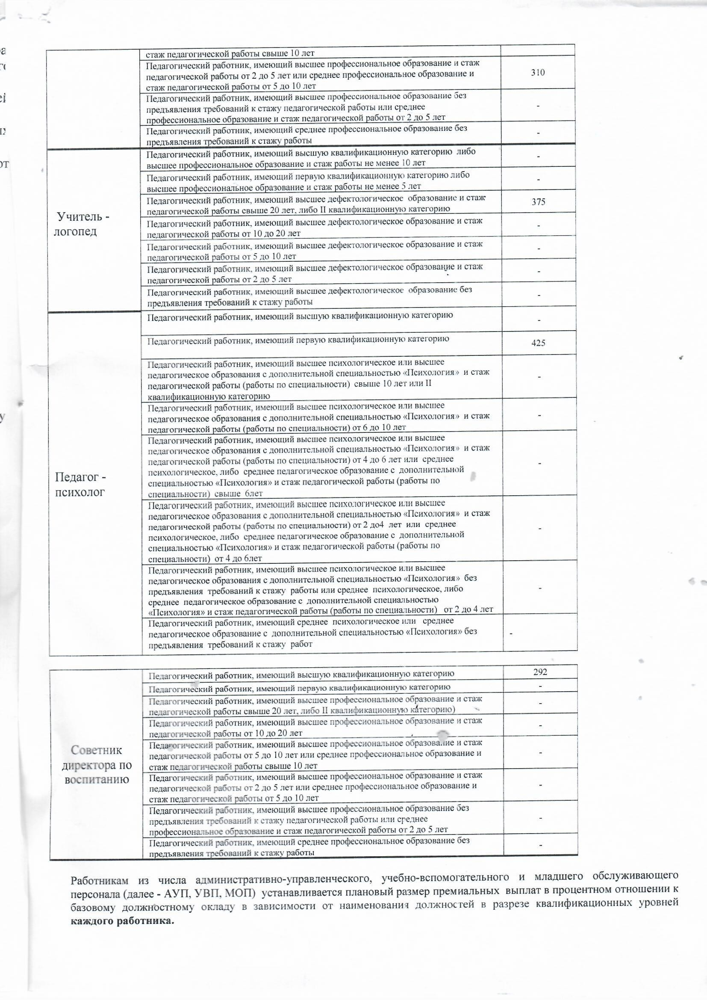 стаж педагогической работы свыше 10 лет
Педагогический работник, имеющий высшее профессиональное образование и стаж
педагогической работы от 2 до 5 лет или среднее профессиональное образование и
стаж педагогической работы от 5 до 10 лет
310
Педагогический работник, имеющий высшее профессиональное образование без
предъявления требований к стажу педагогической работы или среднее
профессиональное образование и стаж педагогической работы от 2 до 5 лет
-
Педагогический работник, имеющий среднее профессиональное образование без
предъявления требований к стажу работы
-
Учитель -
логопед
Педагогический работник, имеющий высшую квалификационную категорию либо
высшее профессиональное образование и стаж работы не менее 10 лет
-
Педагогический работник, имеющий первую квалификационную категорию либо
высшее профессиональное образование и стаж работы не менее 5 лет
-
Педагогический работник, имеющий высшее дефектологическое образование и стаж
педагогической работы свыше 20 лет, либо II квалификационную категорию
375
Педагогический работник, имеющий высшее дефектологическое образование и стаж
педагогической работы от 10 до 20 лет
-
Педагогический работник, имеющий высшее дефектологическое образование и стаж
педагогической работы от 5 до 10 лет
-
Педагогический работник, имеющий высшее дефектологическое образование и стаж
педагогической работы от 2 до 5 лет
-
Педагогический работник, имеющий высшее дефектологическое образование без
предъявления требований к стажу работы
-
Педагог -
психолог
Педагогический работник, имеющий высшую квалификационную категорию
-
Педагогический работник, имеющий первую квалификационную категорию
425
Педагогический работник, имеющий высшее психологическое или высшее
педагогическое образования с дополнительной специальностью «Психология» и стаж
педагогической работы (работы по специальности) свыше 10 лет или II
квалификационную категорию
-
Педагогический работник, имеющий высшее психологическое или высшее
педагогическое образования с дополнительной специальностью «Психология» и стаж
педагогической работы (работы по специальности) от 6 до 10 лет
-
Педагогический работник, имеющий высшее психологическое или высшее
педагогическое образования с дополнительной специальностью «Психология» и стаж
педагогической работы (работы по специальности) от 4 до 6 лет или среднее
психологическое, либо среднее педагогическое образование с дополнительной
специальностью «Психология» и стаж педагогической работы (работы по
специальности) свыше 6лет
-
Педагогический работник, имеющий высшее психологическое или высшее
педагогическое образования с дополнительной специальностью «Психология» и стаж
педагогической работы (работы по специальности) от 2 до4 лет или среднее
психологическое, либо среднее педагогическое образование с дополнительной
специальностью «Психология» и стаж педагогической работы (работы по
специальности) от 4 до 6лет
-
Педагогический работник, имеющий высшее психологическое или высшее
педагогическое образования с дополнительной специальностью «Психология» без
предъявления требований к стажу работы или среднее психологическое, либо
среднее педагогическое образование с дополнительной специальностью
«Психология» и стаж педагогической работы (работы по специальности) от 2 до 4 лет
-
Педагогический работник, имеющий среднее психологическое или среднее
педагогическое образование с дополнительной специальностью «Психология» без
предъявления требований к стажу работ
-
Советник
директора по
воспитанию
Педагогический работник, имеющий высшую квалификационную категорию
292
Педагогический работник, имеющий первую квалификационную категорию
-
Педагогический работник, имеющий высшее профессиональное образование и стаж
педагогической работы свыше 20 лет, либо II квалификационную категорию)
-
Педагогический работник, имеющий высшее профессиональное образование и стаж
педагогической работы от 10 до 20 лет
-
Педагогический работник, имеющий высшее профессиональное образование и стаж
педагогической работы от 5 до 10 лет или среднее профессиональное образование и
стаж педагогической работы свыше 10 лет
-
Педагогический работник, имеющий высшее профессиональное образование и стаж
педагогической работы от 2 до 5 лет или среднее профессиональное образование и
стаж педагогической работы от 5 до 10 лет
-
Педагогический работник, имеющий высшее профессиональное образование без
предъявления требований к стажу педагогической работы или среднее
профессиональное образование и стаж педагогической работы от 2 до 5 лет
-
Педагогический работник, имеющий среднее профессиональное образование без
предъявления требований к стажу работы
-
Работникам из числа административно-управленческого, учебно-вспомогательного и младшего обслуживающего
персонала (далее - АУП, УВП, МОП) устанавливается плановый размер премиальных выплат в процентном отношении к
базовому должностному окладу в зависимости от наименования должностей в разрезе квалификационных уровней
каждого работника.